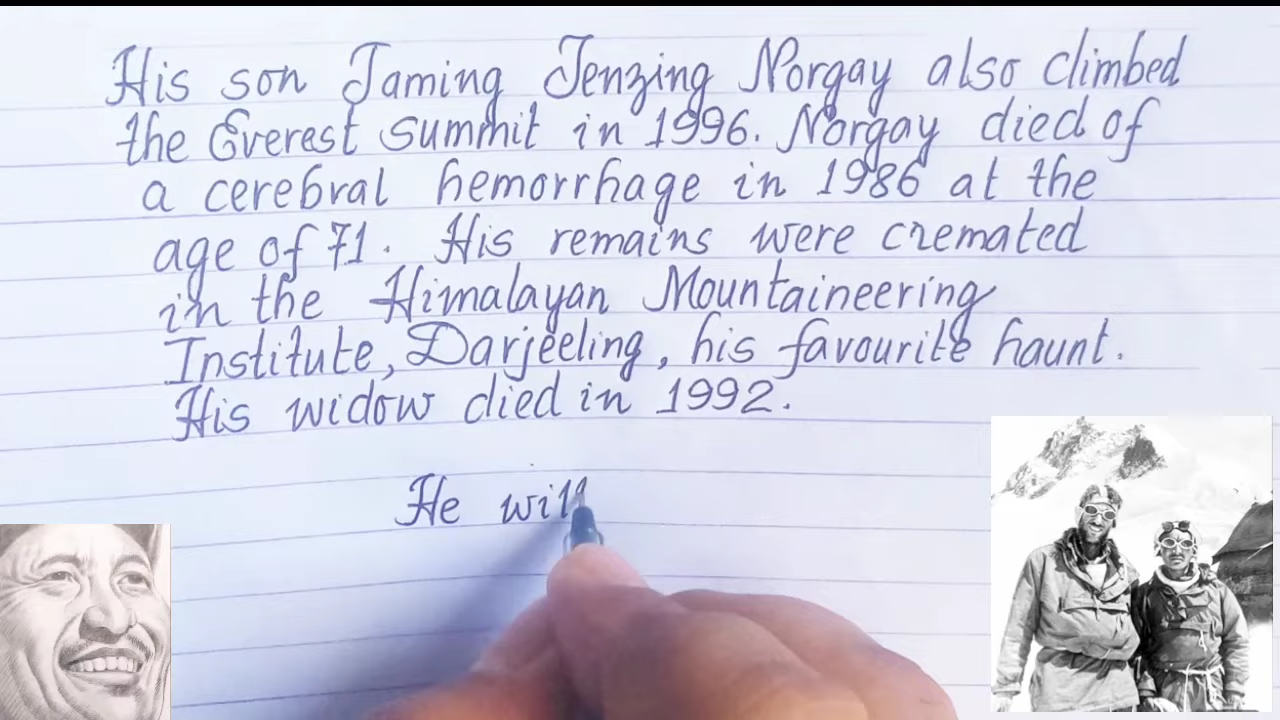 His son Taming Tenzing Norgay also climbed
the Everest summit in 1996. Norgay died of
a cerebral hemorrhage in 1986 at the
age of 71. His remains were cremated
in the Himalayan Mountaineering
Institute, Darjeeling, his favourite haunt.
His widow died in 1992.
He will